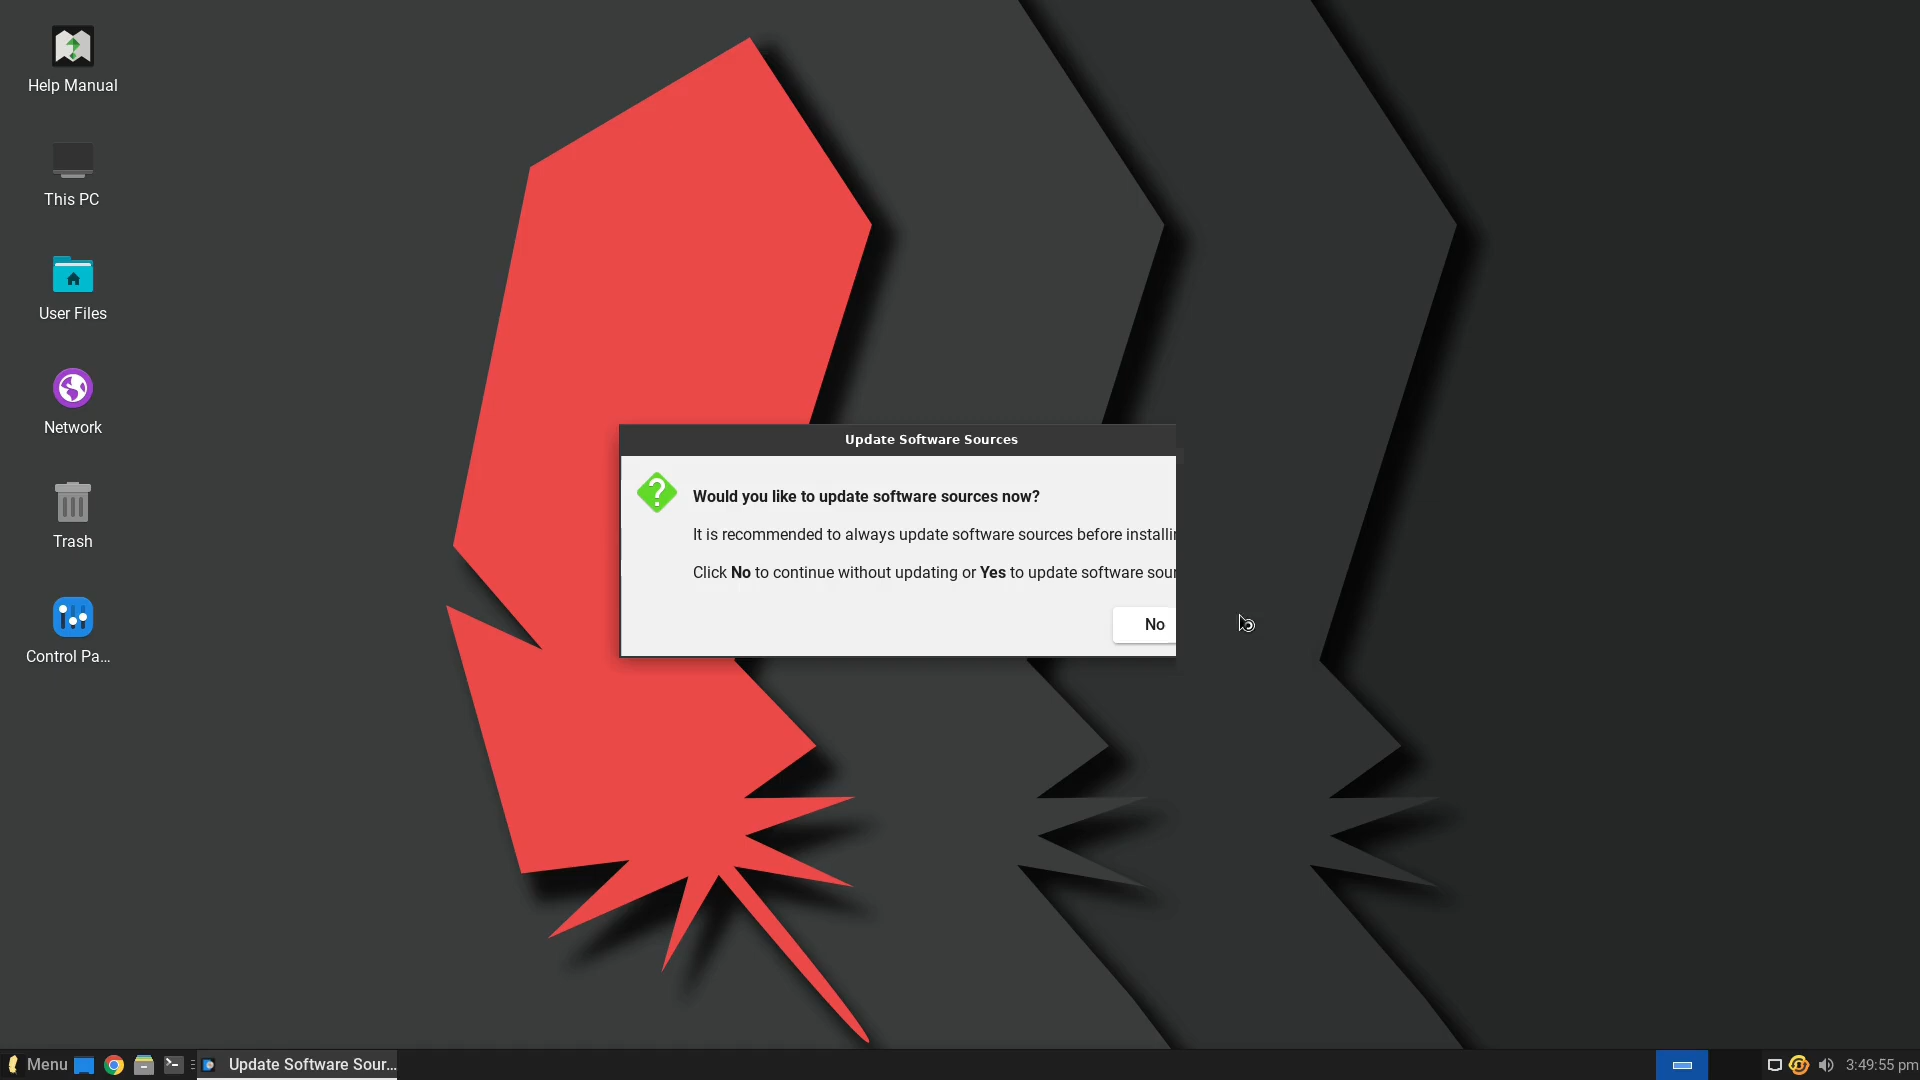 Help Manual
This PC
User Files
Network
Trash
Control Pa...
Update Software Sources
Would you like to update software sources now?
It is recommended to always update software sources before
Click No to continue without updating or Yes to update software
No
Menu
Update Software Sour...
3:49:55 pm